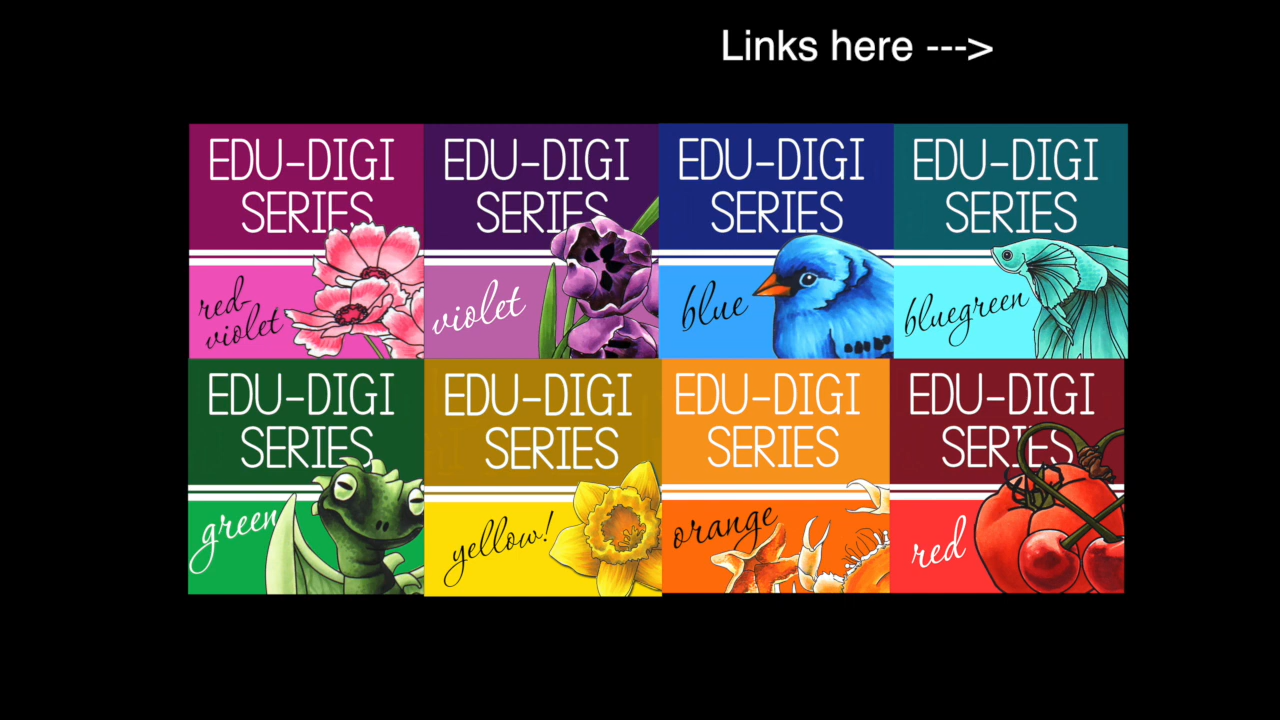 Links here --->
EDU-DIGI
SERIES
red-
violet
EDU-DIGI
SERIES
violet
EDU-DIGI
SERIES
blue
EDU-DIGI
SERIES
bluegreen
EDU-DIGI
SERIES
green
EDU-DIGI
SERIES
yellow!
EDU-DIGI
SERIES
orange
EDU-DIGI
SERIES
red